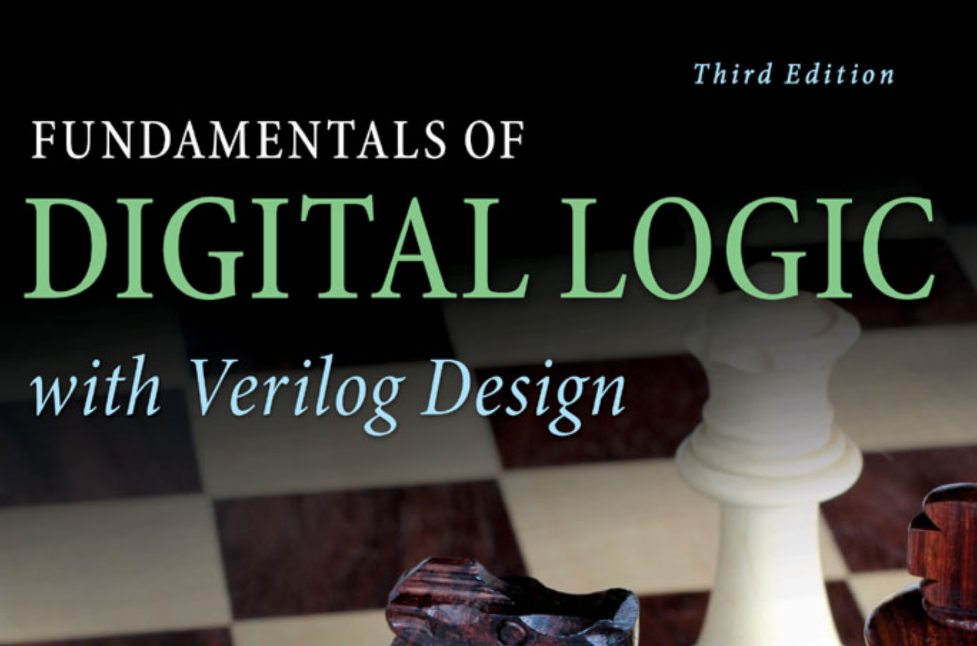 Third Edition
FUNDAMENTALS OF
DIGITAL LOGIC
with Verilog Design